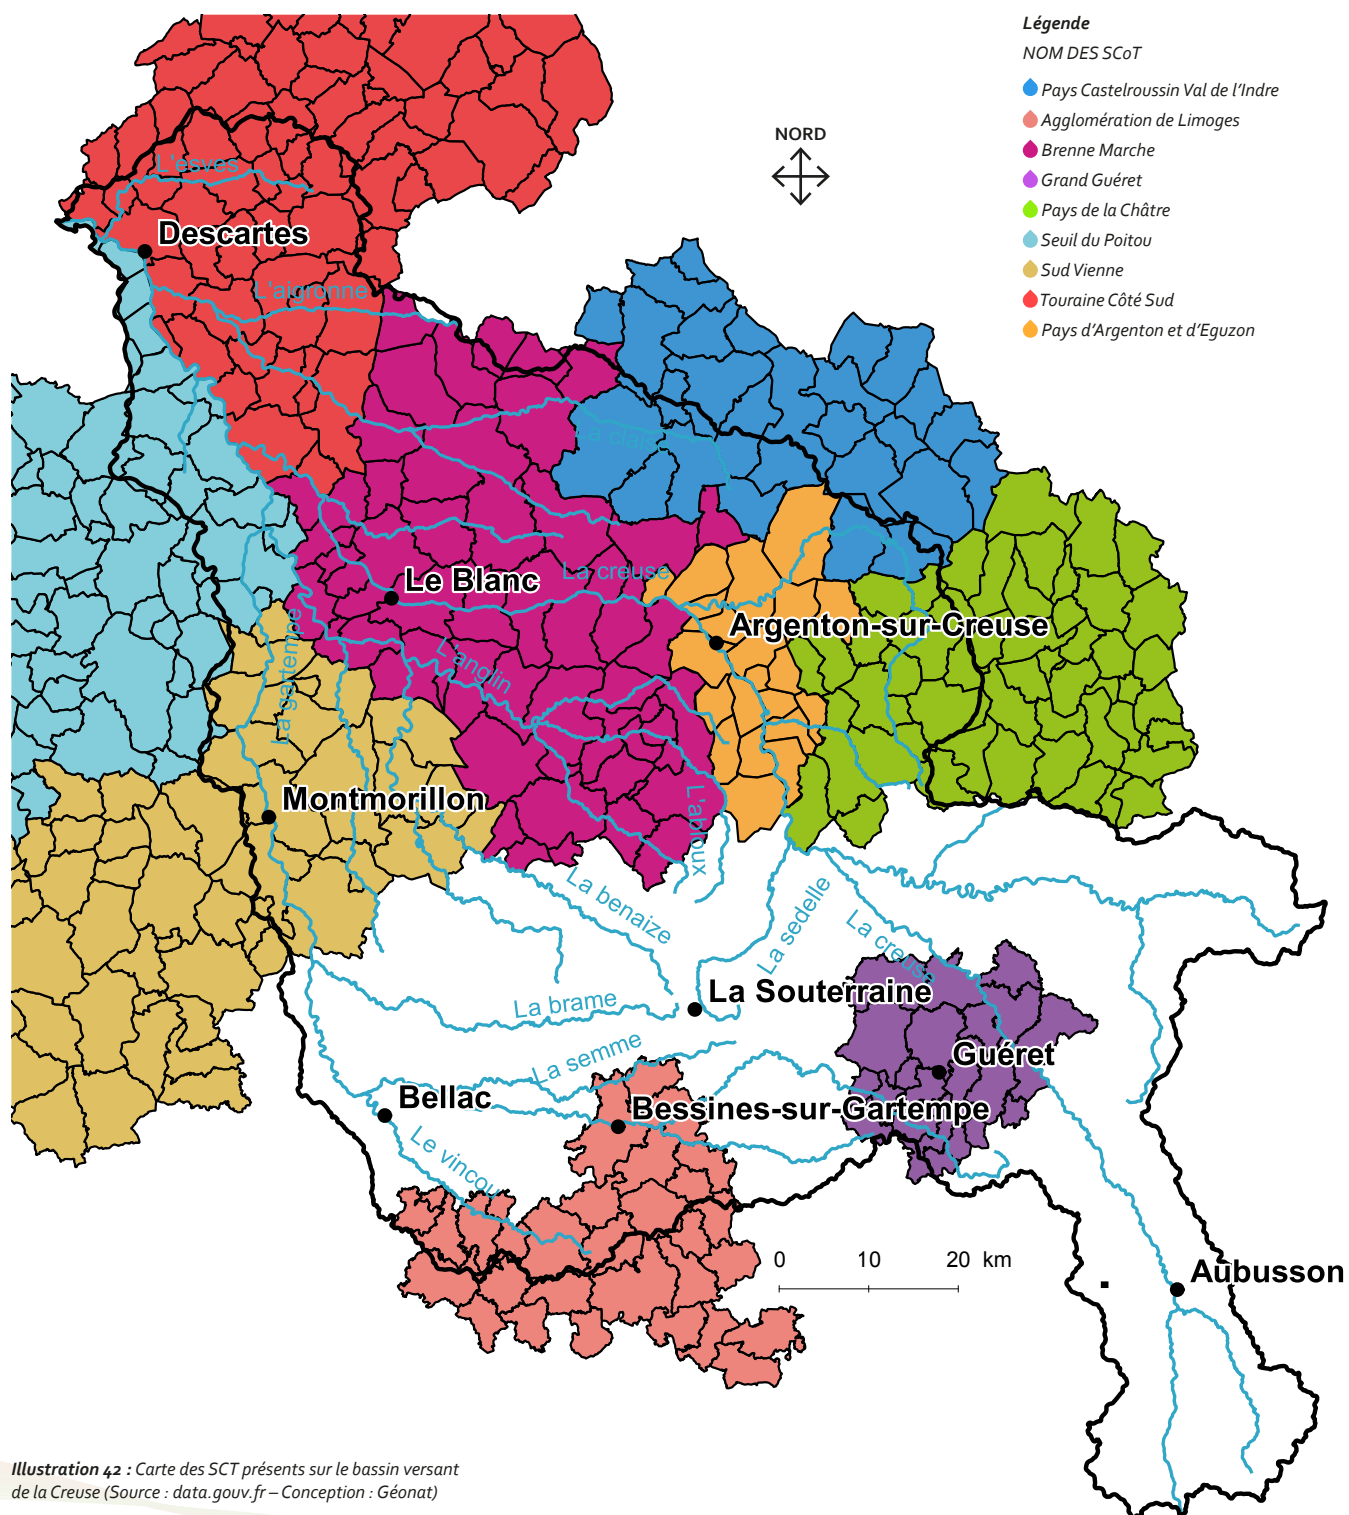 Légende
NOM DES SCoT
Pays Castelroussin Val de l'Indre
Agglomération de Limoges
Brenne Marche
Grand Guéret
Pays de la Châtre
Seuil du Poitou
Sud Vienne
Touraine Côté Sud
Pays d'Argenton et d'Eguzon
NORD
L'esves
Descartes
L'aigronne
La claise
La creuse
Le Blanc
Argenton-sur-Creuse
La gartempe
L'anglin
Montmorillon
L'abloux
La benaize
La sedelle
La creuse
La Souterraine
La brame
La semme
Guéret
Bellac
Bessines-sur-Gartempe
Le vincou
0 10 20 km
Aubusson
Illustration 42 : Carte des SCT présents sur le bassin versant
de la Creuse (Source : data.gouv.fr – Conception : Géonat)